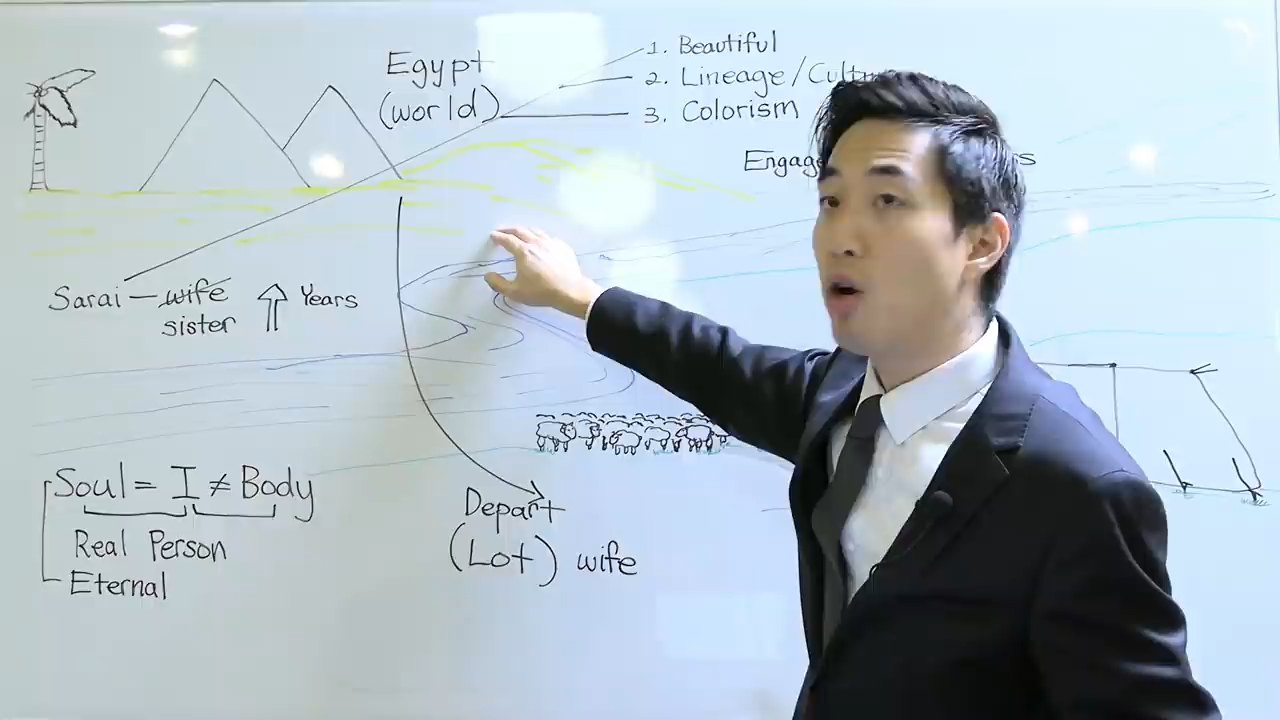 Egypt
(world)
1. Beautiful
2. Lineage/
3. Colorism
Sarai — wife
sister
Years
Soul = I ≠ Body
Real Person
Eternal
Depart
(Lot) wife